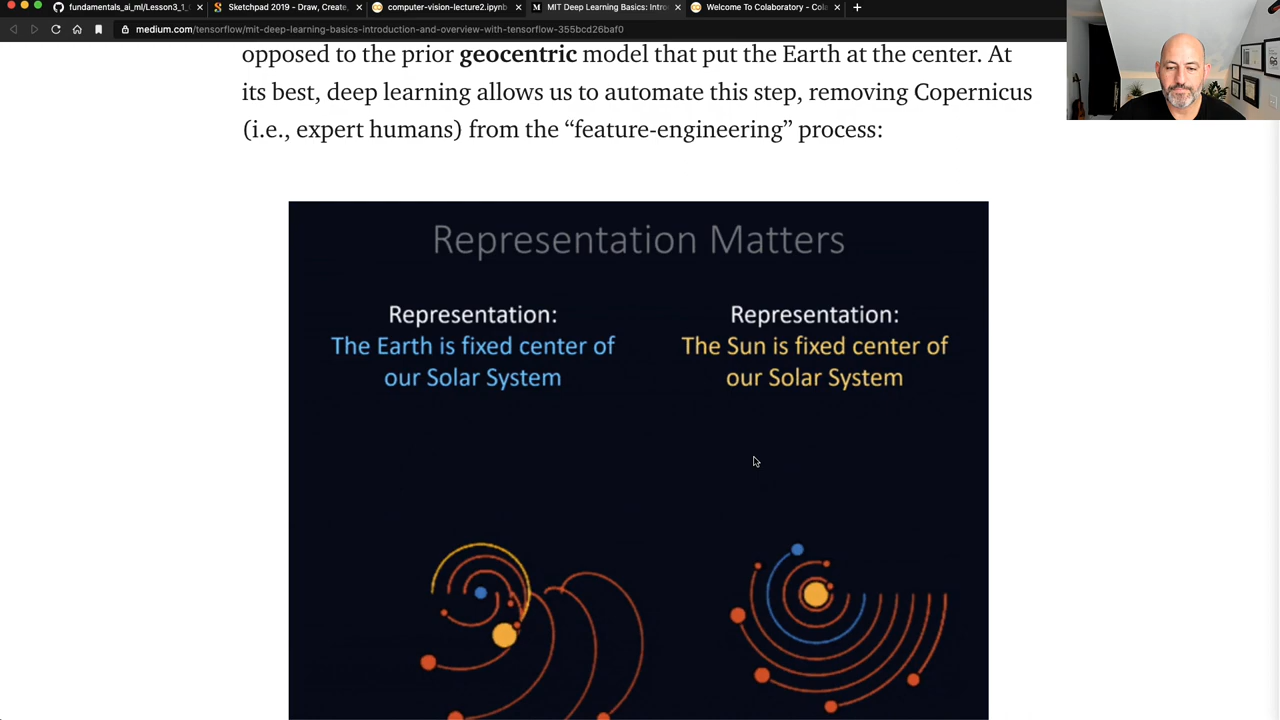 fundamentals_ai_ml/Lesson3_1_
Sketchpad 2019 - Draw, Create,
computer-vision-lecture2.ipynb
MIT Deep Learning Basics: Intro
Welcome To Colaboratory - Col
medium.com/tensorflow/mit-deep-learning-basics-introduction-and-overview-with-tensorflow-355bcd26baf0
opposed to the prior geocentric model that put the Earth at the center. At
its best, deep learning allows us to automate this step, removing Copernicus
(i.e., expert humans) from the “feature-engineering” process:
Representation Matters
Representation:
The Earth is fixed center of
our Solar System
Representation:
The Sun is fixed center of
our Solar System